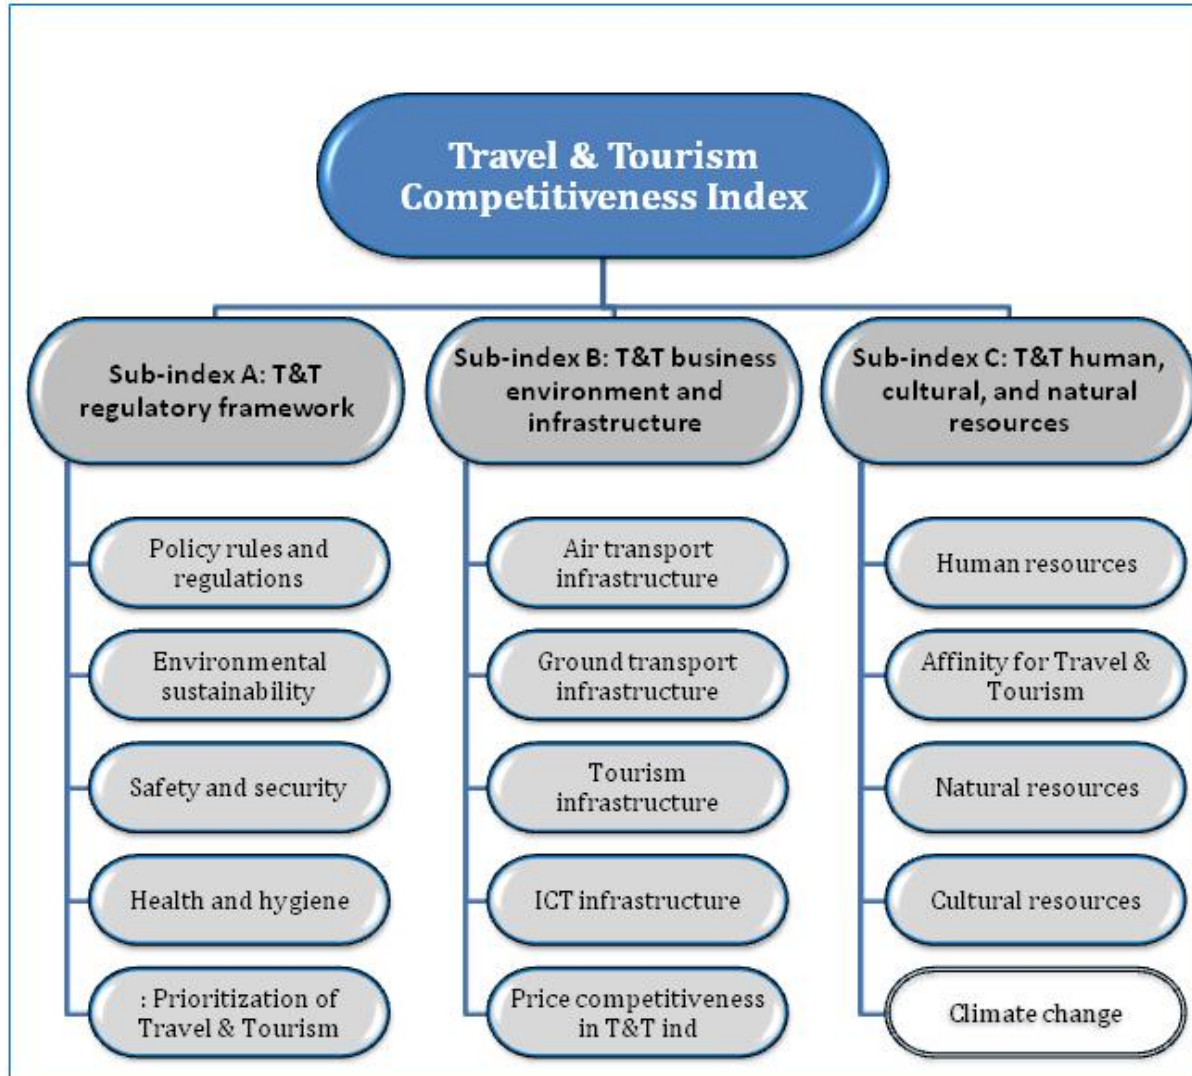 Travel & Tourism
Competitiveness Index
Sub-index A: T&T
regulatory framework
Policy rules and
regulations
Environmental
sustainability
Safety and security
Health and hygiene
: Prioritization of
Travel & Tourism
Sub-index B: T&T business
environment and
infrastructure
Air transport
infrastructure
Ground transport
infrastructure
Tourism
infrastructure
ICT infrastructure
Price competitiveness
in T&T ind
Sub-index C: T&T human,
cultural, and natural
resources
Human resources
Affinity for Travel &
Tourism
Natural resources
Cultural resources
Climate change